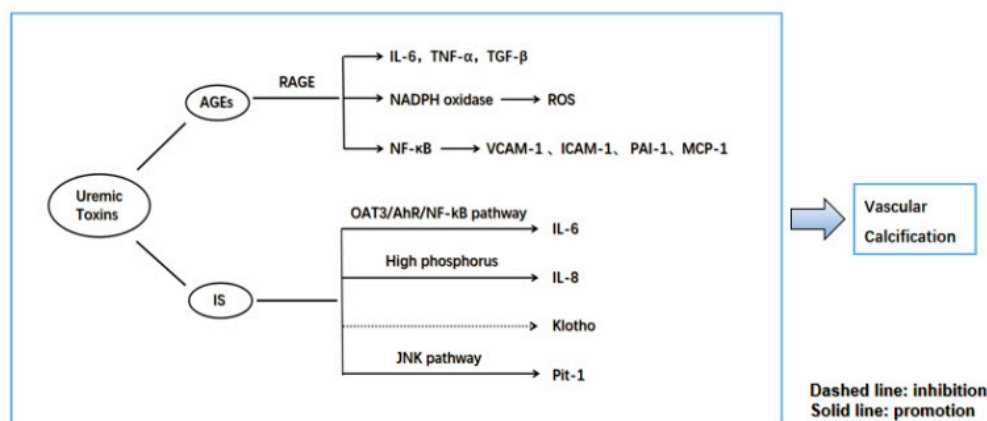 IL-6, TNF-α, TGF-β
RAGE
AGEs
NADPH oxidase
ROS
NF-κB
VCAM-1 、ICAM-1、 PAI-1、MCP-1
Uremic
Toxins
OAT3/AhR/NF-kB pathway
IL-6
High phosphorus
IL-8
IS
Klotho
JNK pathway
Pit-1
Vascular
Calcification
Dashed line: inhibition
Solid line: promotion